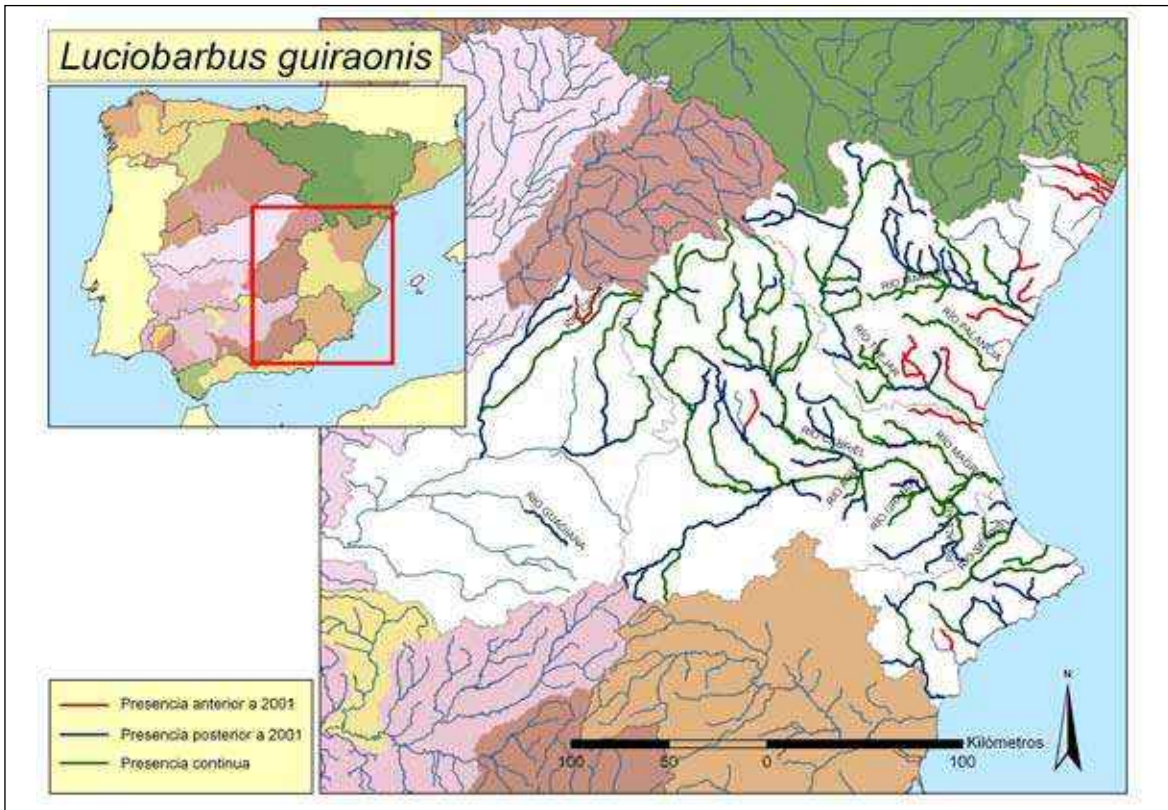 Luciobarbus guiraonis
RÍO PALANCIA
RÍO TURIA
RÍO CABRIEL
RÍO MAGRO
RÍO GUADIANA
Presencia anterior a 2001
Presencia posterior a 2001
Presencia continua
N
Kilómetros
100 50 0 100